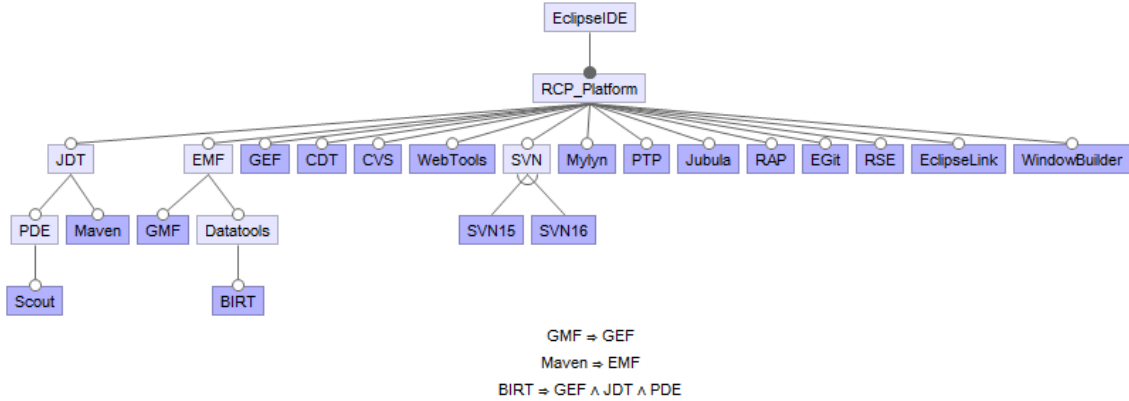 EclipseIDE
RCP_Platform
JDT EMF GEF CDT CVS WebTools SVN Mylyn PTP Jubula RAP EGit RSE EclipseLink WindowBuilder
PDE Maven GMF Datatools SVN15 SVN16
Scout BIRT
GMF ⇒ GEF
Maven ⇒ EMF
BIRT ⇒ GEF ∧ JDT ∧ PDE